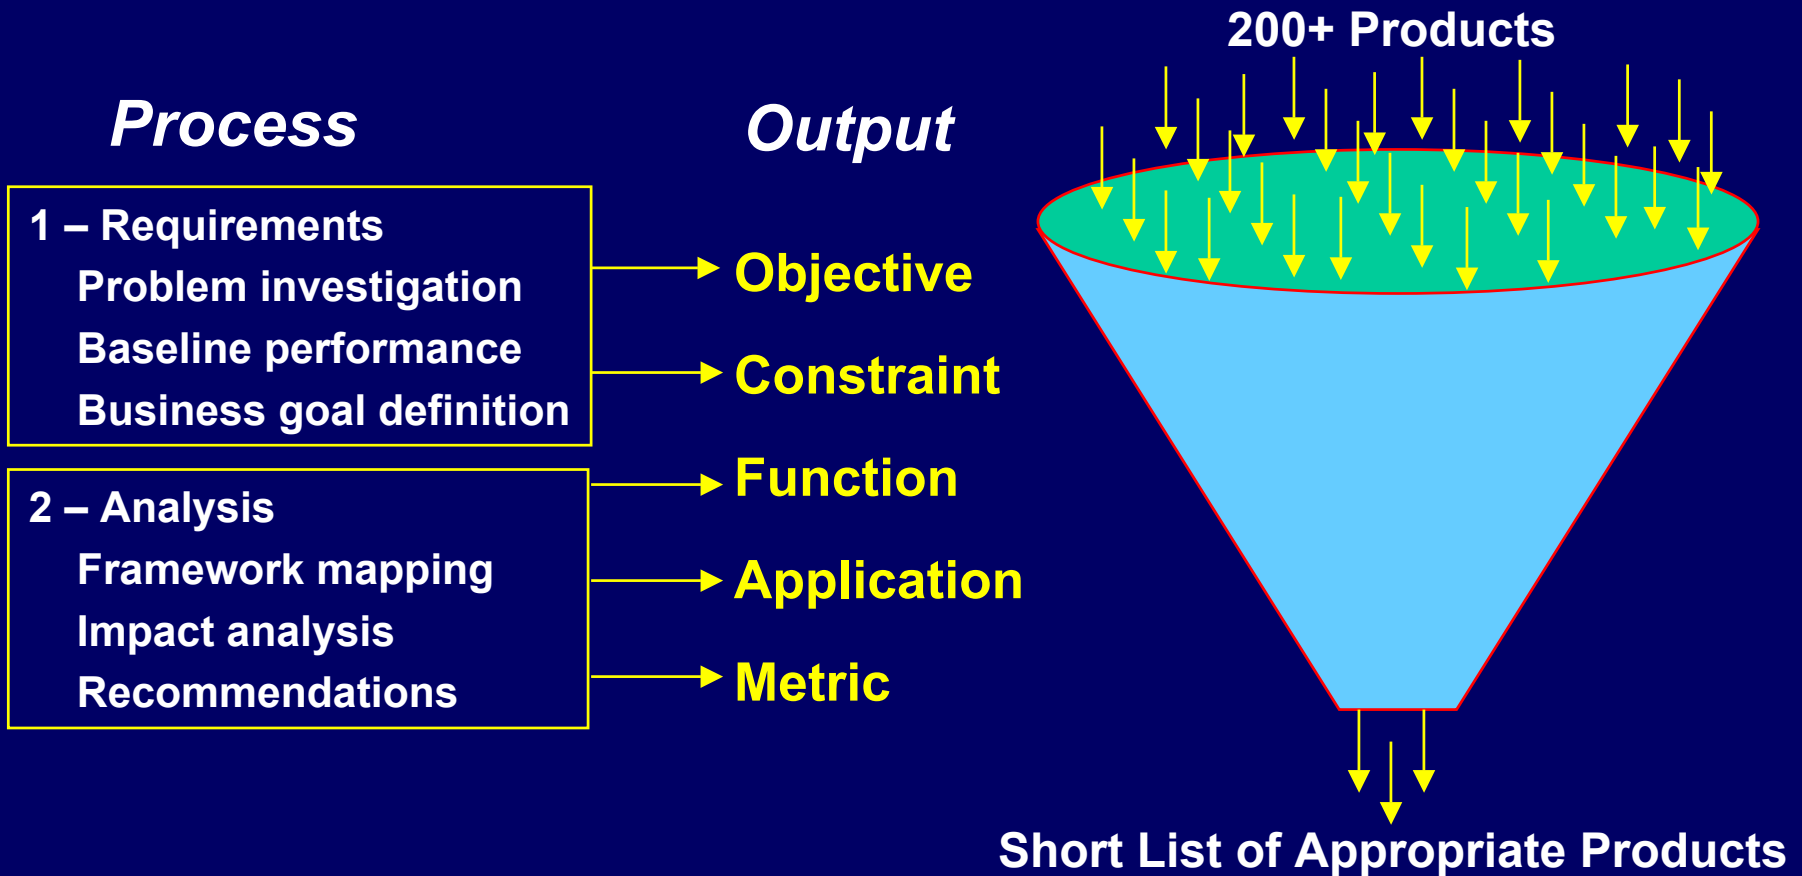 Process
1 – Requirements
Problem investigation
Baseline performance
Business goal definition
2 – Analysis
Framework mapping
Impact analysis
Recommendations
Output
Objective
Constraint
Function
Application
Metric
200+ Products
Short List of Appropriate Products